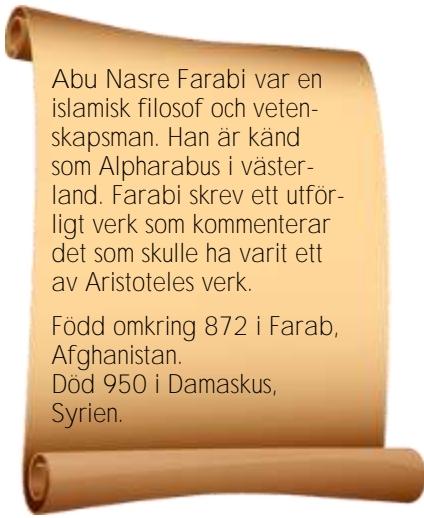 Abu Nasre Farabi var en
islamisk filosof och veten-
skapsman. Han är känd
som Alpharabus i väster-
land. Farabi skrev ett utför-
ligt verk som kommenterar
det som skulle ha varit ett
av Aristoteles verk.
Född omkring 872 i Farab,
Afghanistan.
Död 950 i Damaskus,
Syrien.